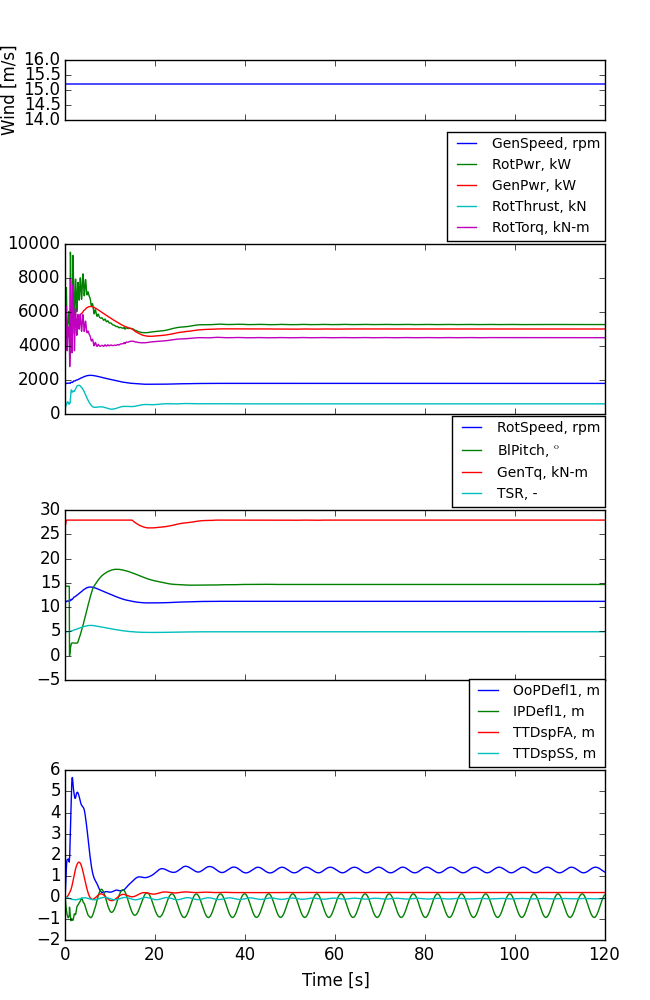 Wind [m/s]
16.0
15.5
15.0
14.5
14.0
GenSpeed, rpm
RotPwr, kW
GenPwr, kW
RotThrust, kN
RotTorq, kN-m
10000
8000
6000
4000
2000
0
RotSpeed, rpm
BlPitch, °
GenTq, kN-m
TSR, -
30
25
20
15
10
5
0
−5
OoPDefl1, m
IPDefl1, m
TTDspFA, m
TTDspSS, m
6
5
4
3
2
1
0
−1
−2
0 20 40 60 80 100 120
Time [s]